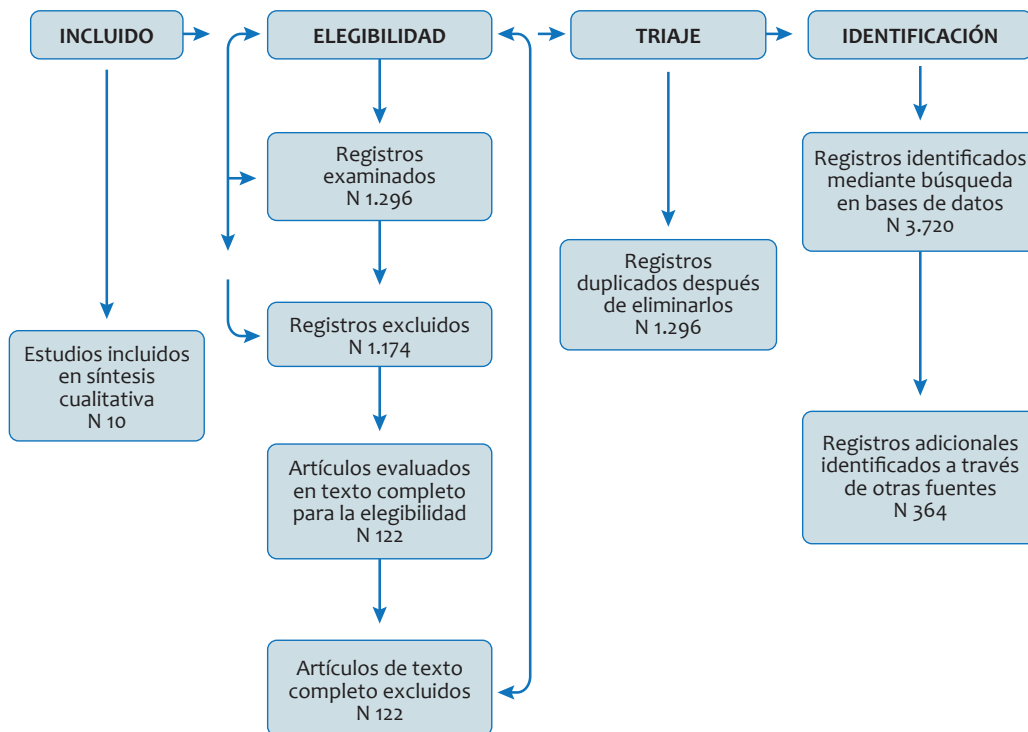 INCLUIDO
Estudios incluidos
en síntesis
cualitativa
N 10
ELEGIBILIDAD
Registros
examinados
N 1.296
Registros excluidos
N 1.174
Artículos evaluados
en texto completo
para la elegibilidad
N 122
Artículos de texto
completo excluidos
N 122
TRIAJE
Registros
duplicados después
de eliminarlos
N 1.296
IDENTIFICACIÓN
Registros identificados
mediante búsqueda
en bases de datos
N 3.720
Registros adicionales
identificados a través
de otras fuentes
N 364